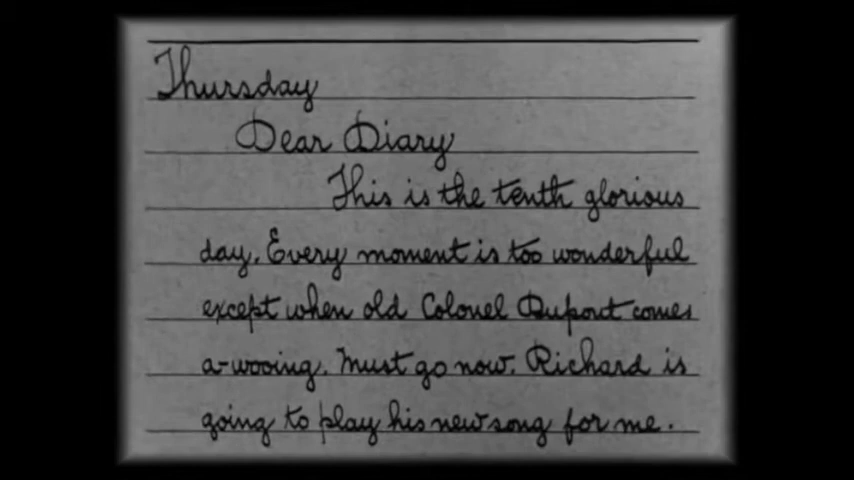 Thursday
Dear Diary
This is the tenth glorious
day. Every moment is too wonderful
except when old Colonel Dupont comes
a-wooing. Must go now. Richard is
going to play his new song for me.